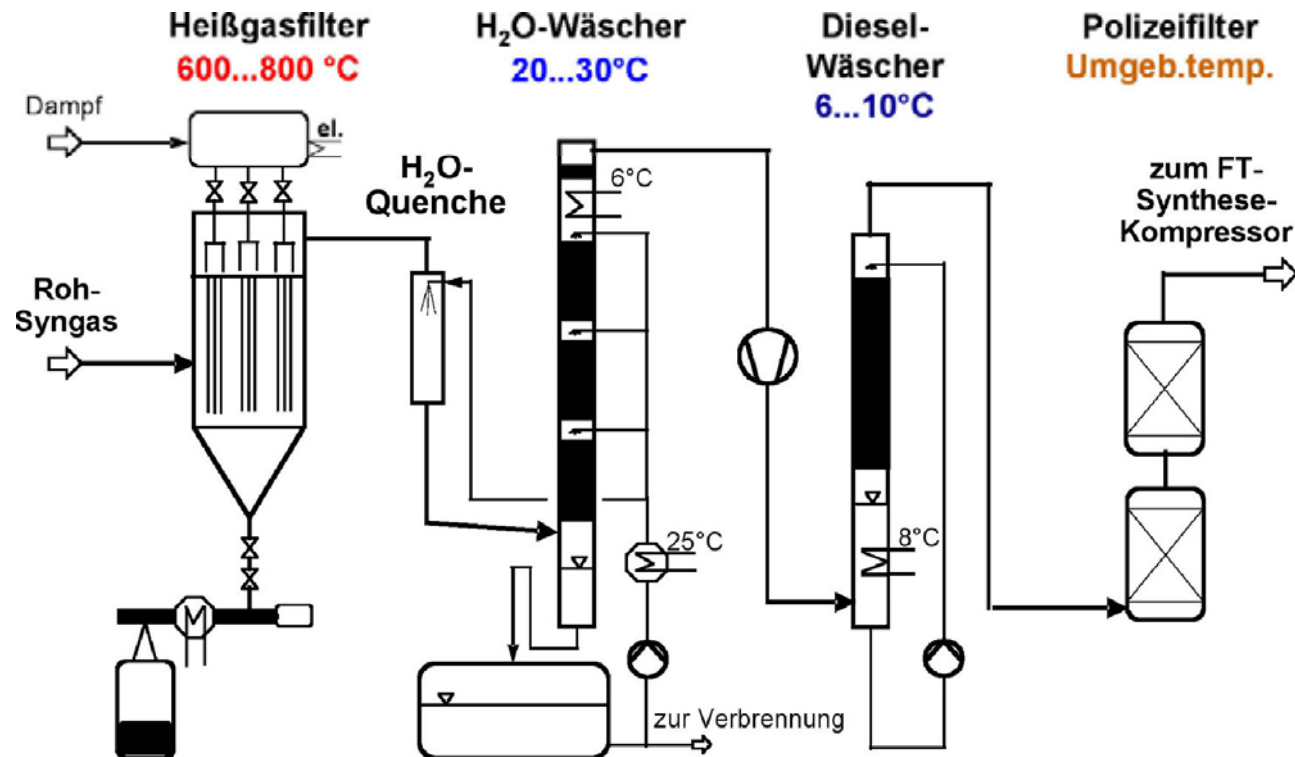 Heißgasfilter
600...800 °C
H₂O-Wäscher
20...30°C
Diesel-
Wäscher
6...10°C
Polizeifilter
Umgeb.temp.
Dampf
el.
H₂O-
Quenche
6°C
zum FT-
Synthese-
Kompressor
Roh-
Syngas
25°C
8°C
zur Verbrennung